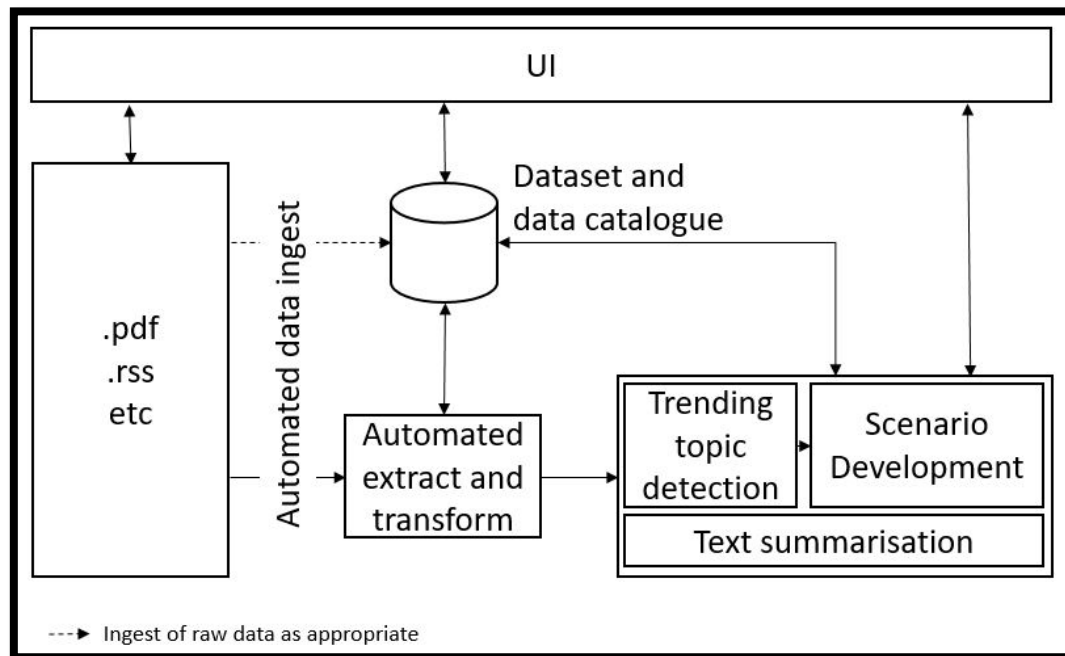 UI
Dataset and
data catalogue
Automated data ingest
.pdf
.rss
etc
Automated
extract and
transform
Trending
topic
detection
Scenario
Development
Text summarisation
Ingest of raw data as appropriate